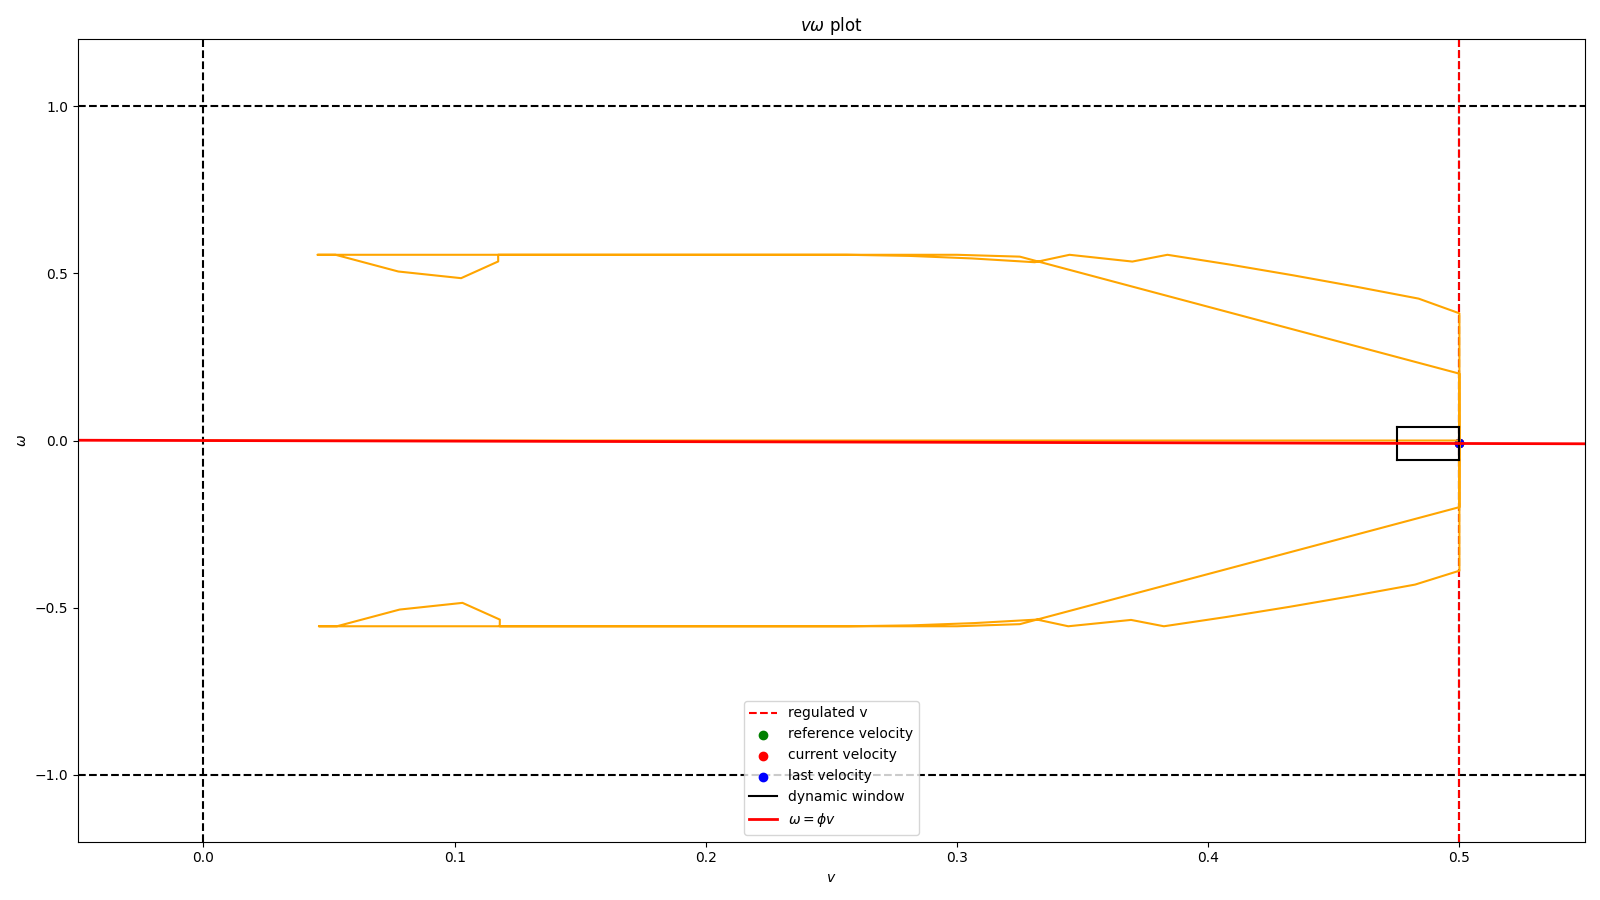 vω plot
1.0
0.5
0.0
−0.5
−1.0
ω
regulated v
reference velocity
current velocity
last velocity
dynamic window
ω = ϕv
0.0 0.1 0.2 0.3 0.4 0.5
v